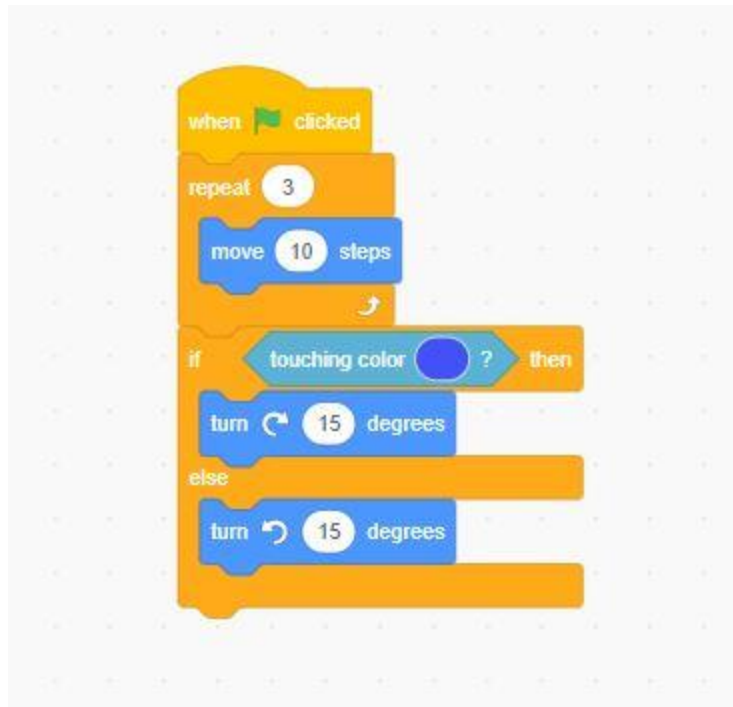 when clicked
repeat 3
move 10 steps
if touching color ? then
turn 15 degrees
else
turn 15 degrees